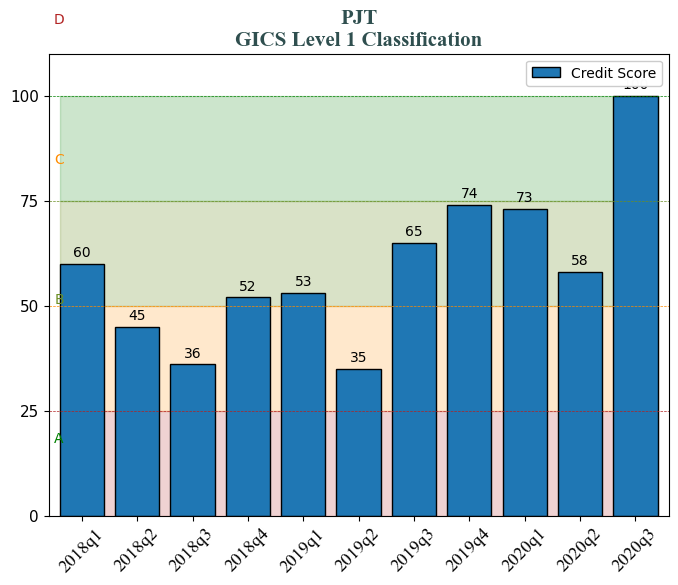 D
PJT
GICS Level 1 Classification
Credit Score
100
C
B
A
100
75
50
25
0
60
45
36
52
53
35
65
74
73
58
2018q1
2018q2
2018q3
2018q4
2019q1
2019q2
2019q3
2019q4
2020q1
2020q2
2020q3